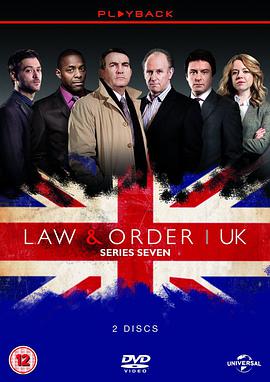 PLAYBACK
LAW & ORDER | UK
SERIES SEVEN
2 DISCS
12
DVD
VIDEO
UNIVERSAL